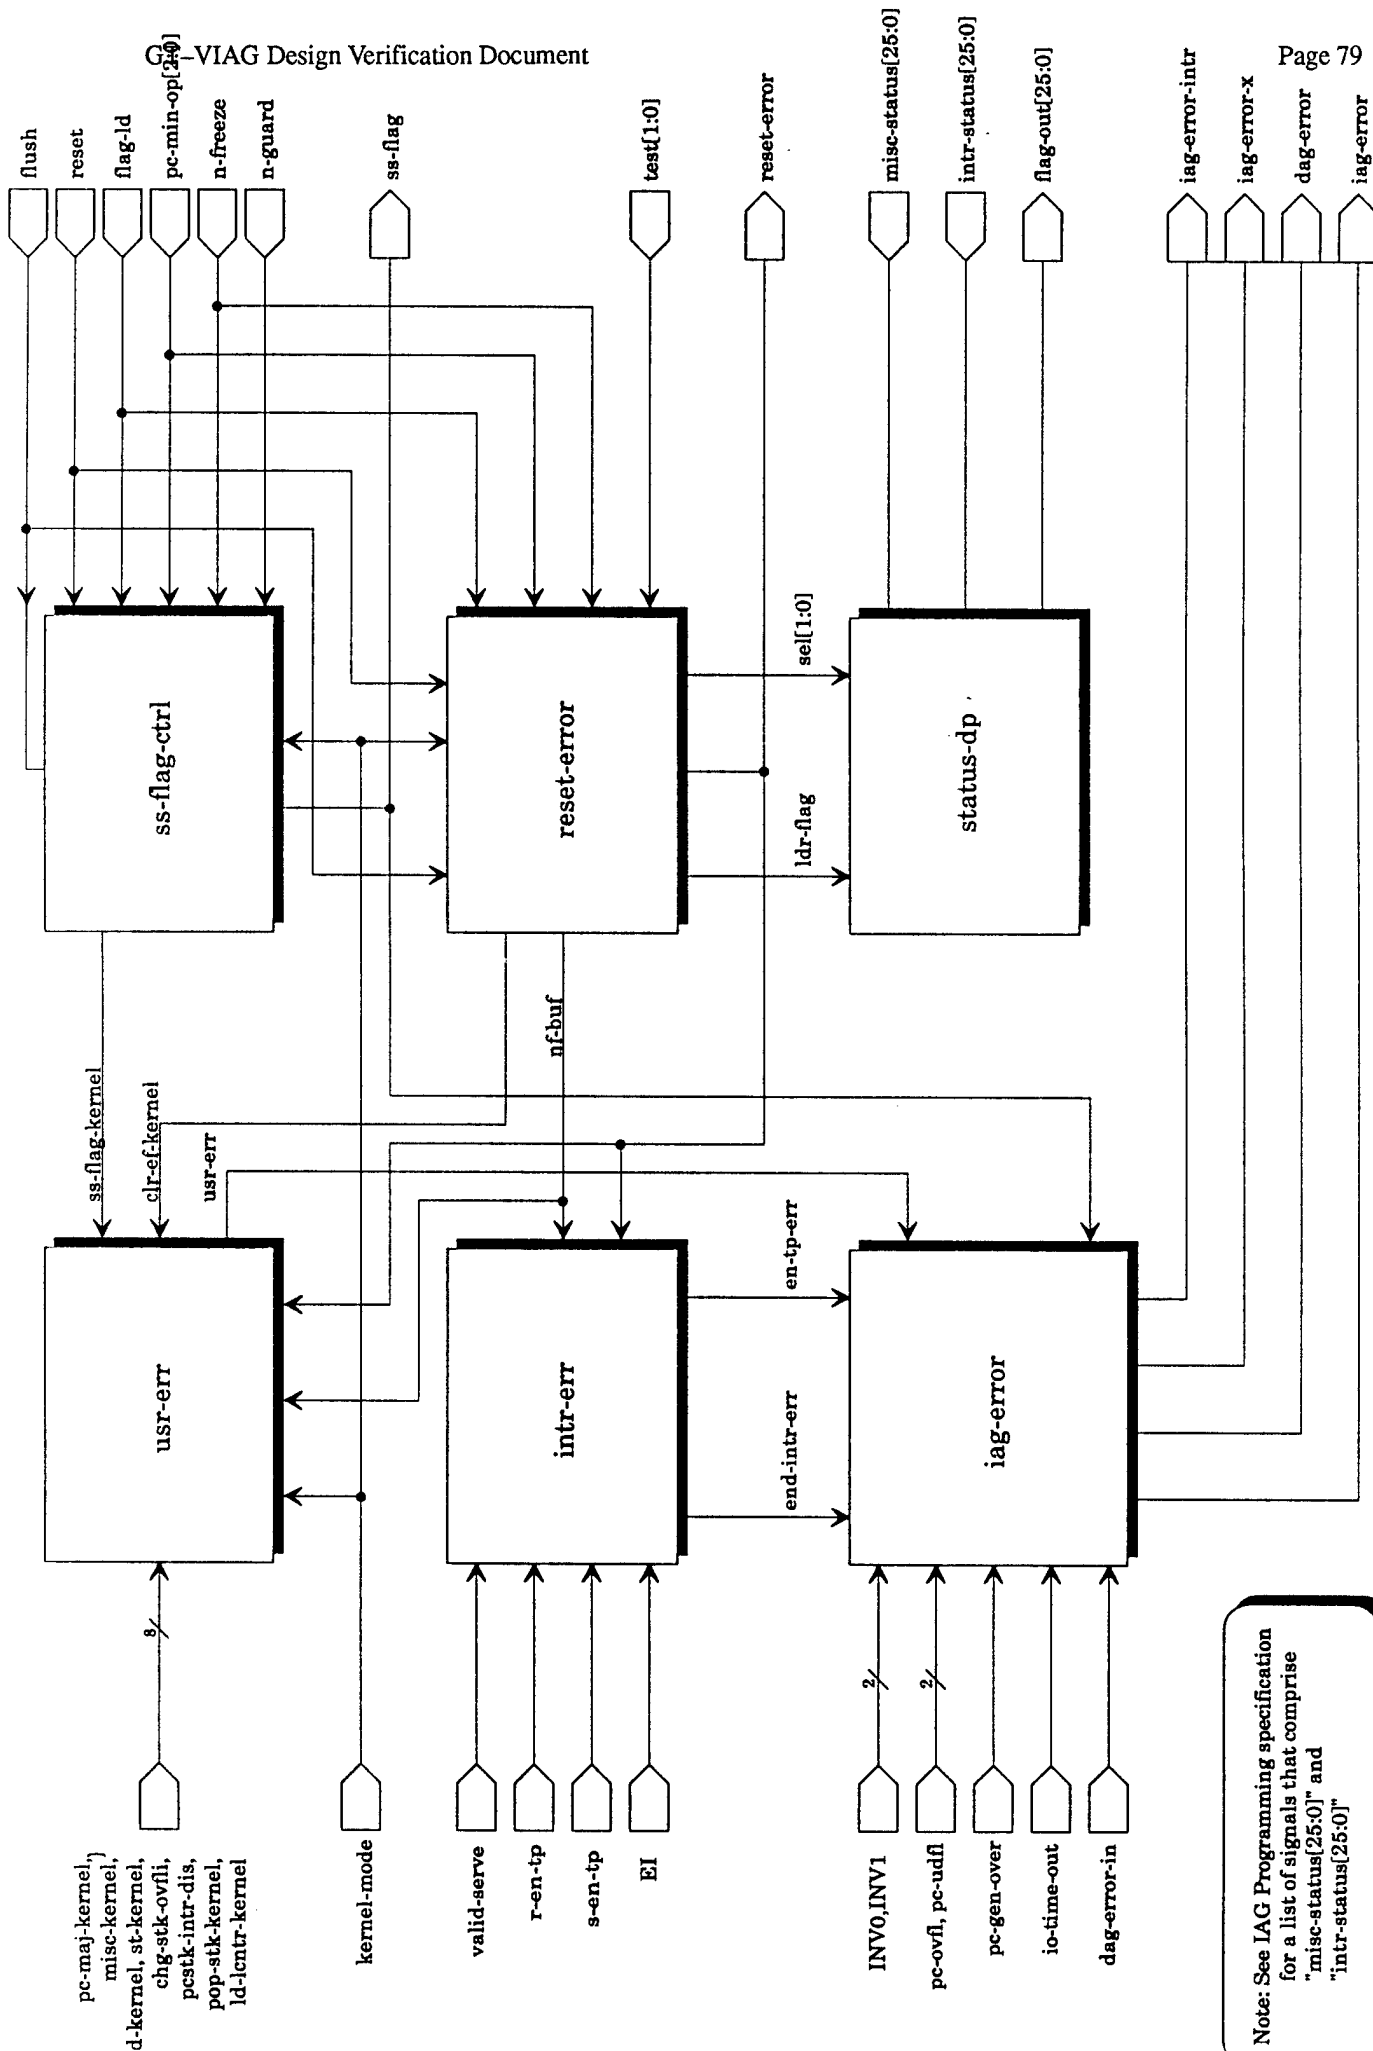 G1–VIAG Design Verification Document
Page 79
flush
reset
flag-ld
pc-min-op[2:0]
n-freeze
n-guard
ss-flag
test[1:0]
reset-error
misc-status[25:0]
intr-status[25:0]
flag-out[25:0]
iag-error-intr
iag-error-x
dag-error
iag-error
ss-flag-ctrl
reset-error
status-dp
sel[1:0]
ldr-flag
ss-flag-kernel
clr-ef-kernel
usr-err
nf-buf
usr-err
intr-err
iag-error
en-tp-err
end-intr-err
8
2
2
pc-maj-kernel,
misc-kernel,
d-kernel, st-kernel,
chg-stk-ovfli,
pcstk-intr-dis,
pop-stk-kernel,
ld-lcntr-kernel
kernel-mode
valid-serve
r-en-tp
s-en-tp
EI
INV0,INV1
pc-ovfl, pc-udfl
pc-gen-over
io-time-out
dag-error-in
Note: See IAG Programming specification
for a list of signals that comprise
"misc-status[25:0]" and
"intr-status[25:0]"